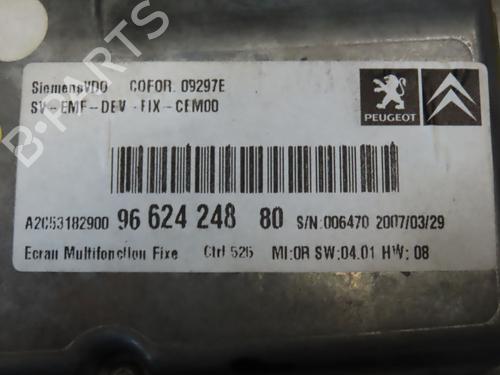 SiemensVDO COFOR. 09297E
SV-EMF-DEV-FIX-CEM00
PEUGEOT
A2C53182900 96 624 248 80 S/N:006470 2007/03/29
Ecran Multifonction Fixe Ctrl 526 MI:0R SW:04.01 HW:08
B-PARTS